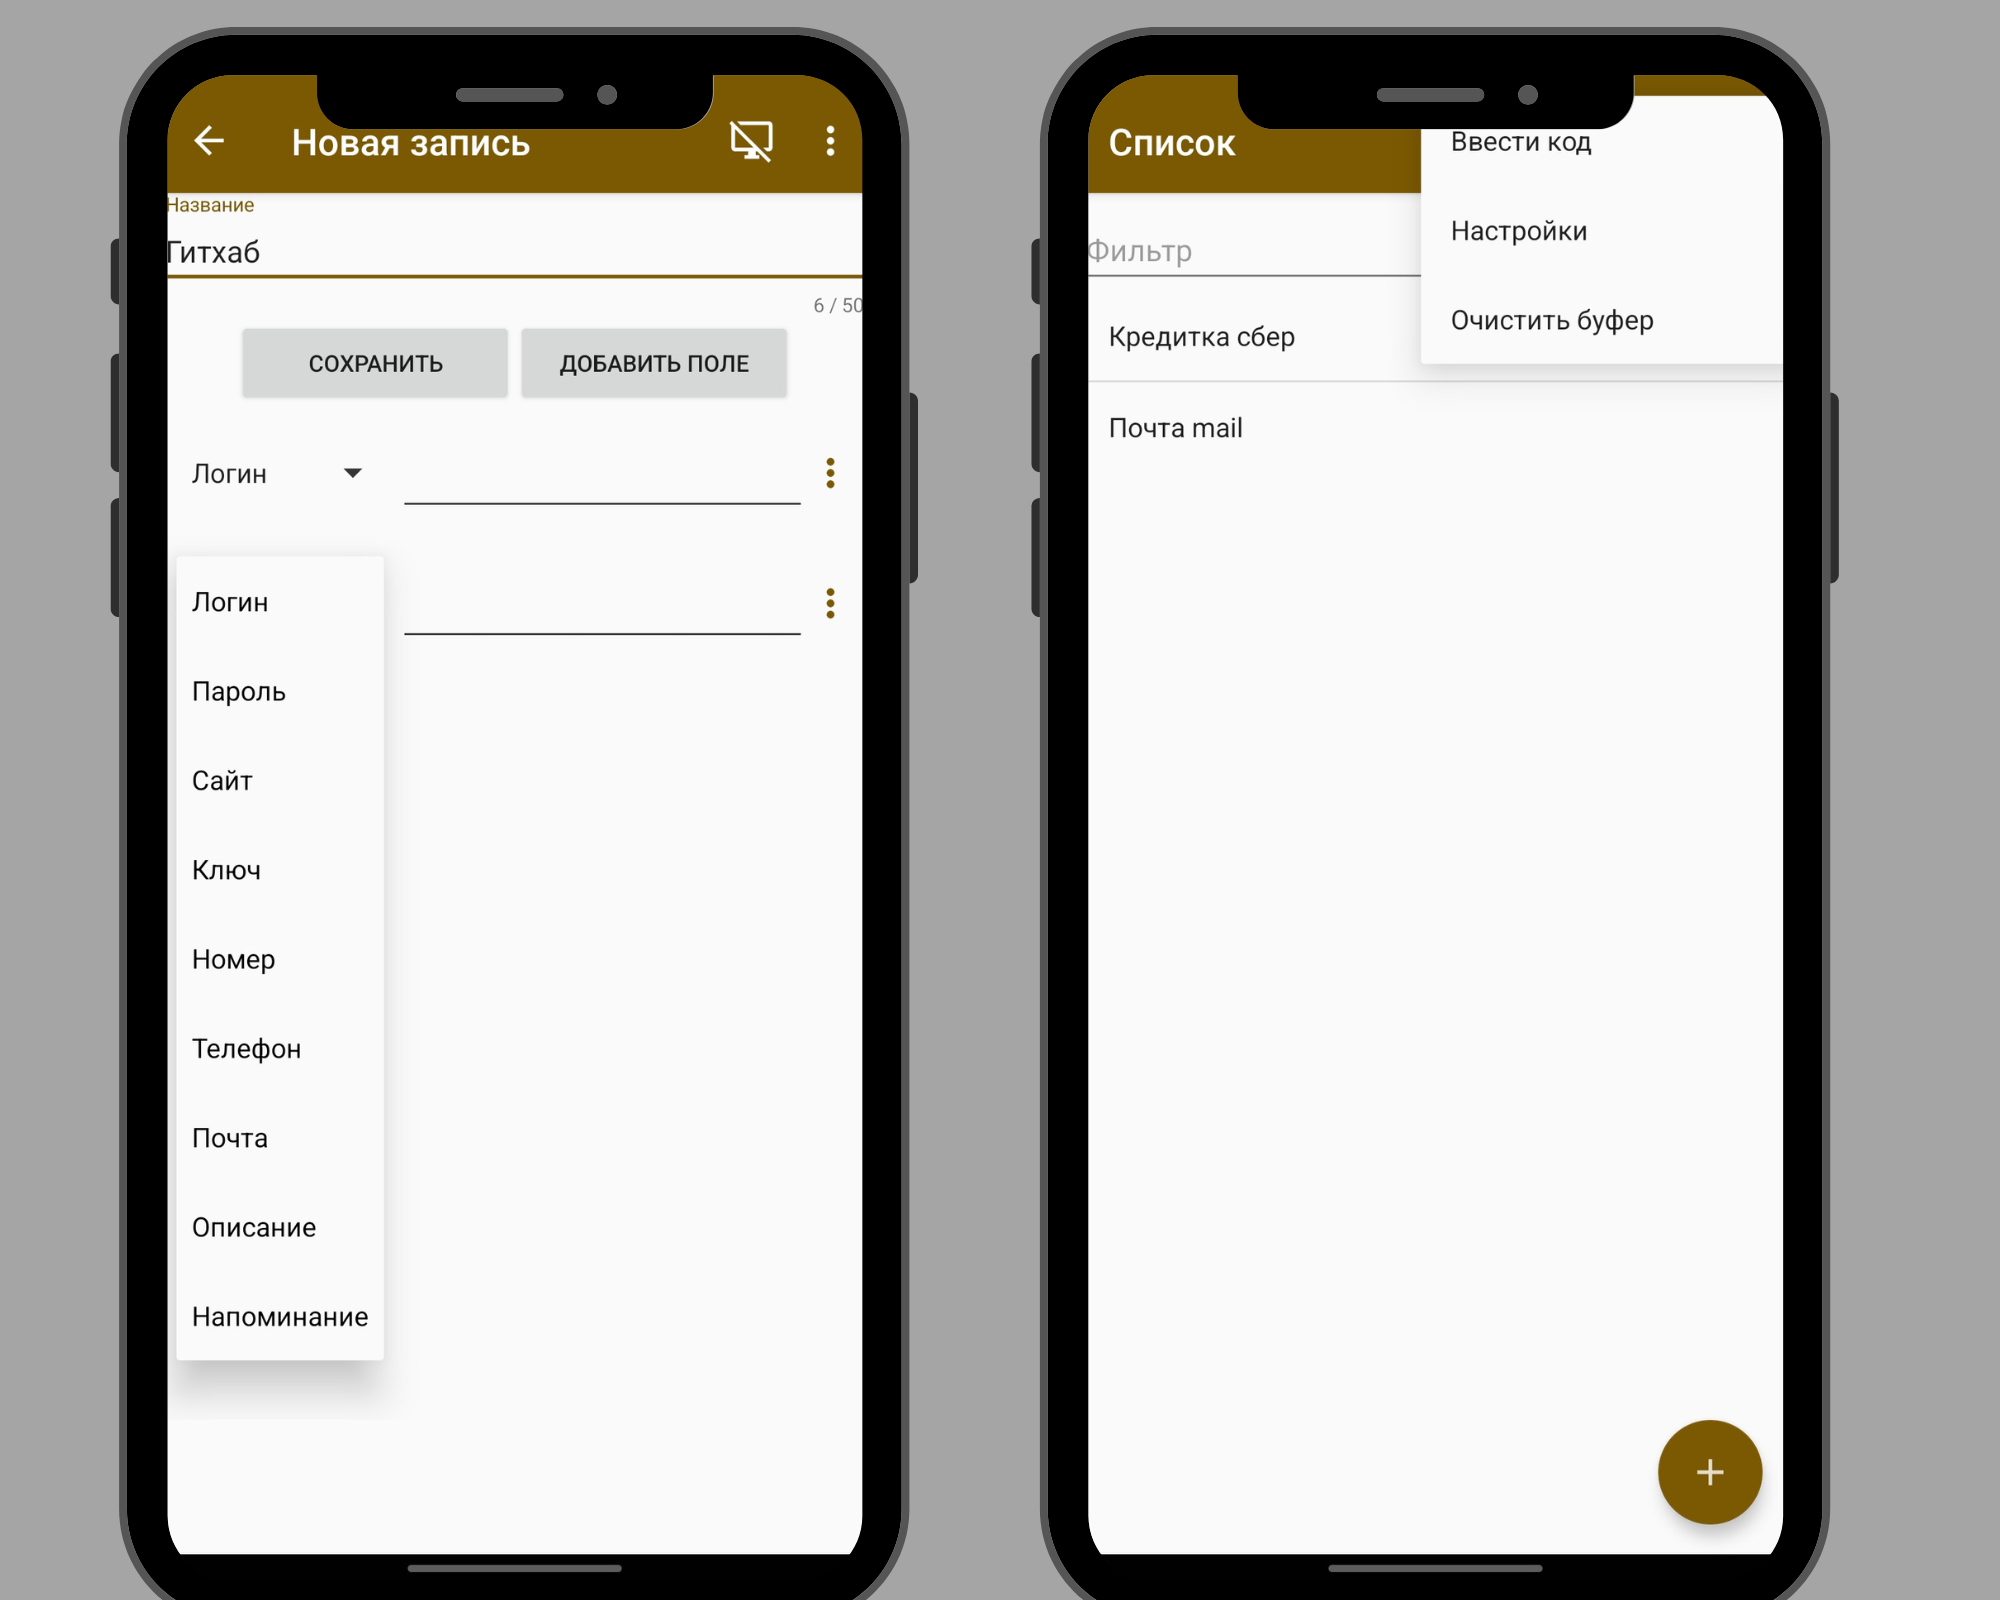 Новая запись
Название
Гитхаб
6 / 50
СОХРАНИТЬ
ДОБАВИТЬ ПОЛЕ
Логин
Логин
Пароль
Сайт
Ключ
Номер
Телефон
Почта
Описание
Напоминание
Список
Ввести код
Настройки
Очистить буфер
Фильтр
Кредитка сбер
Почта mail